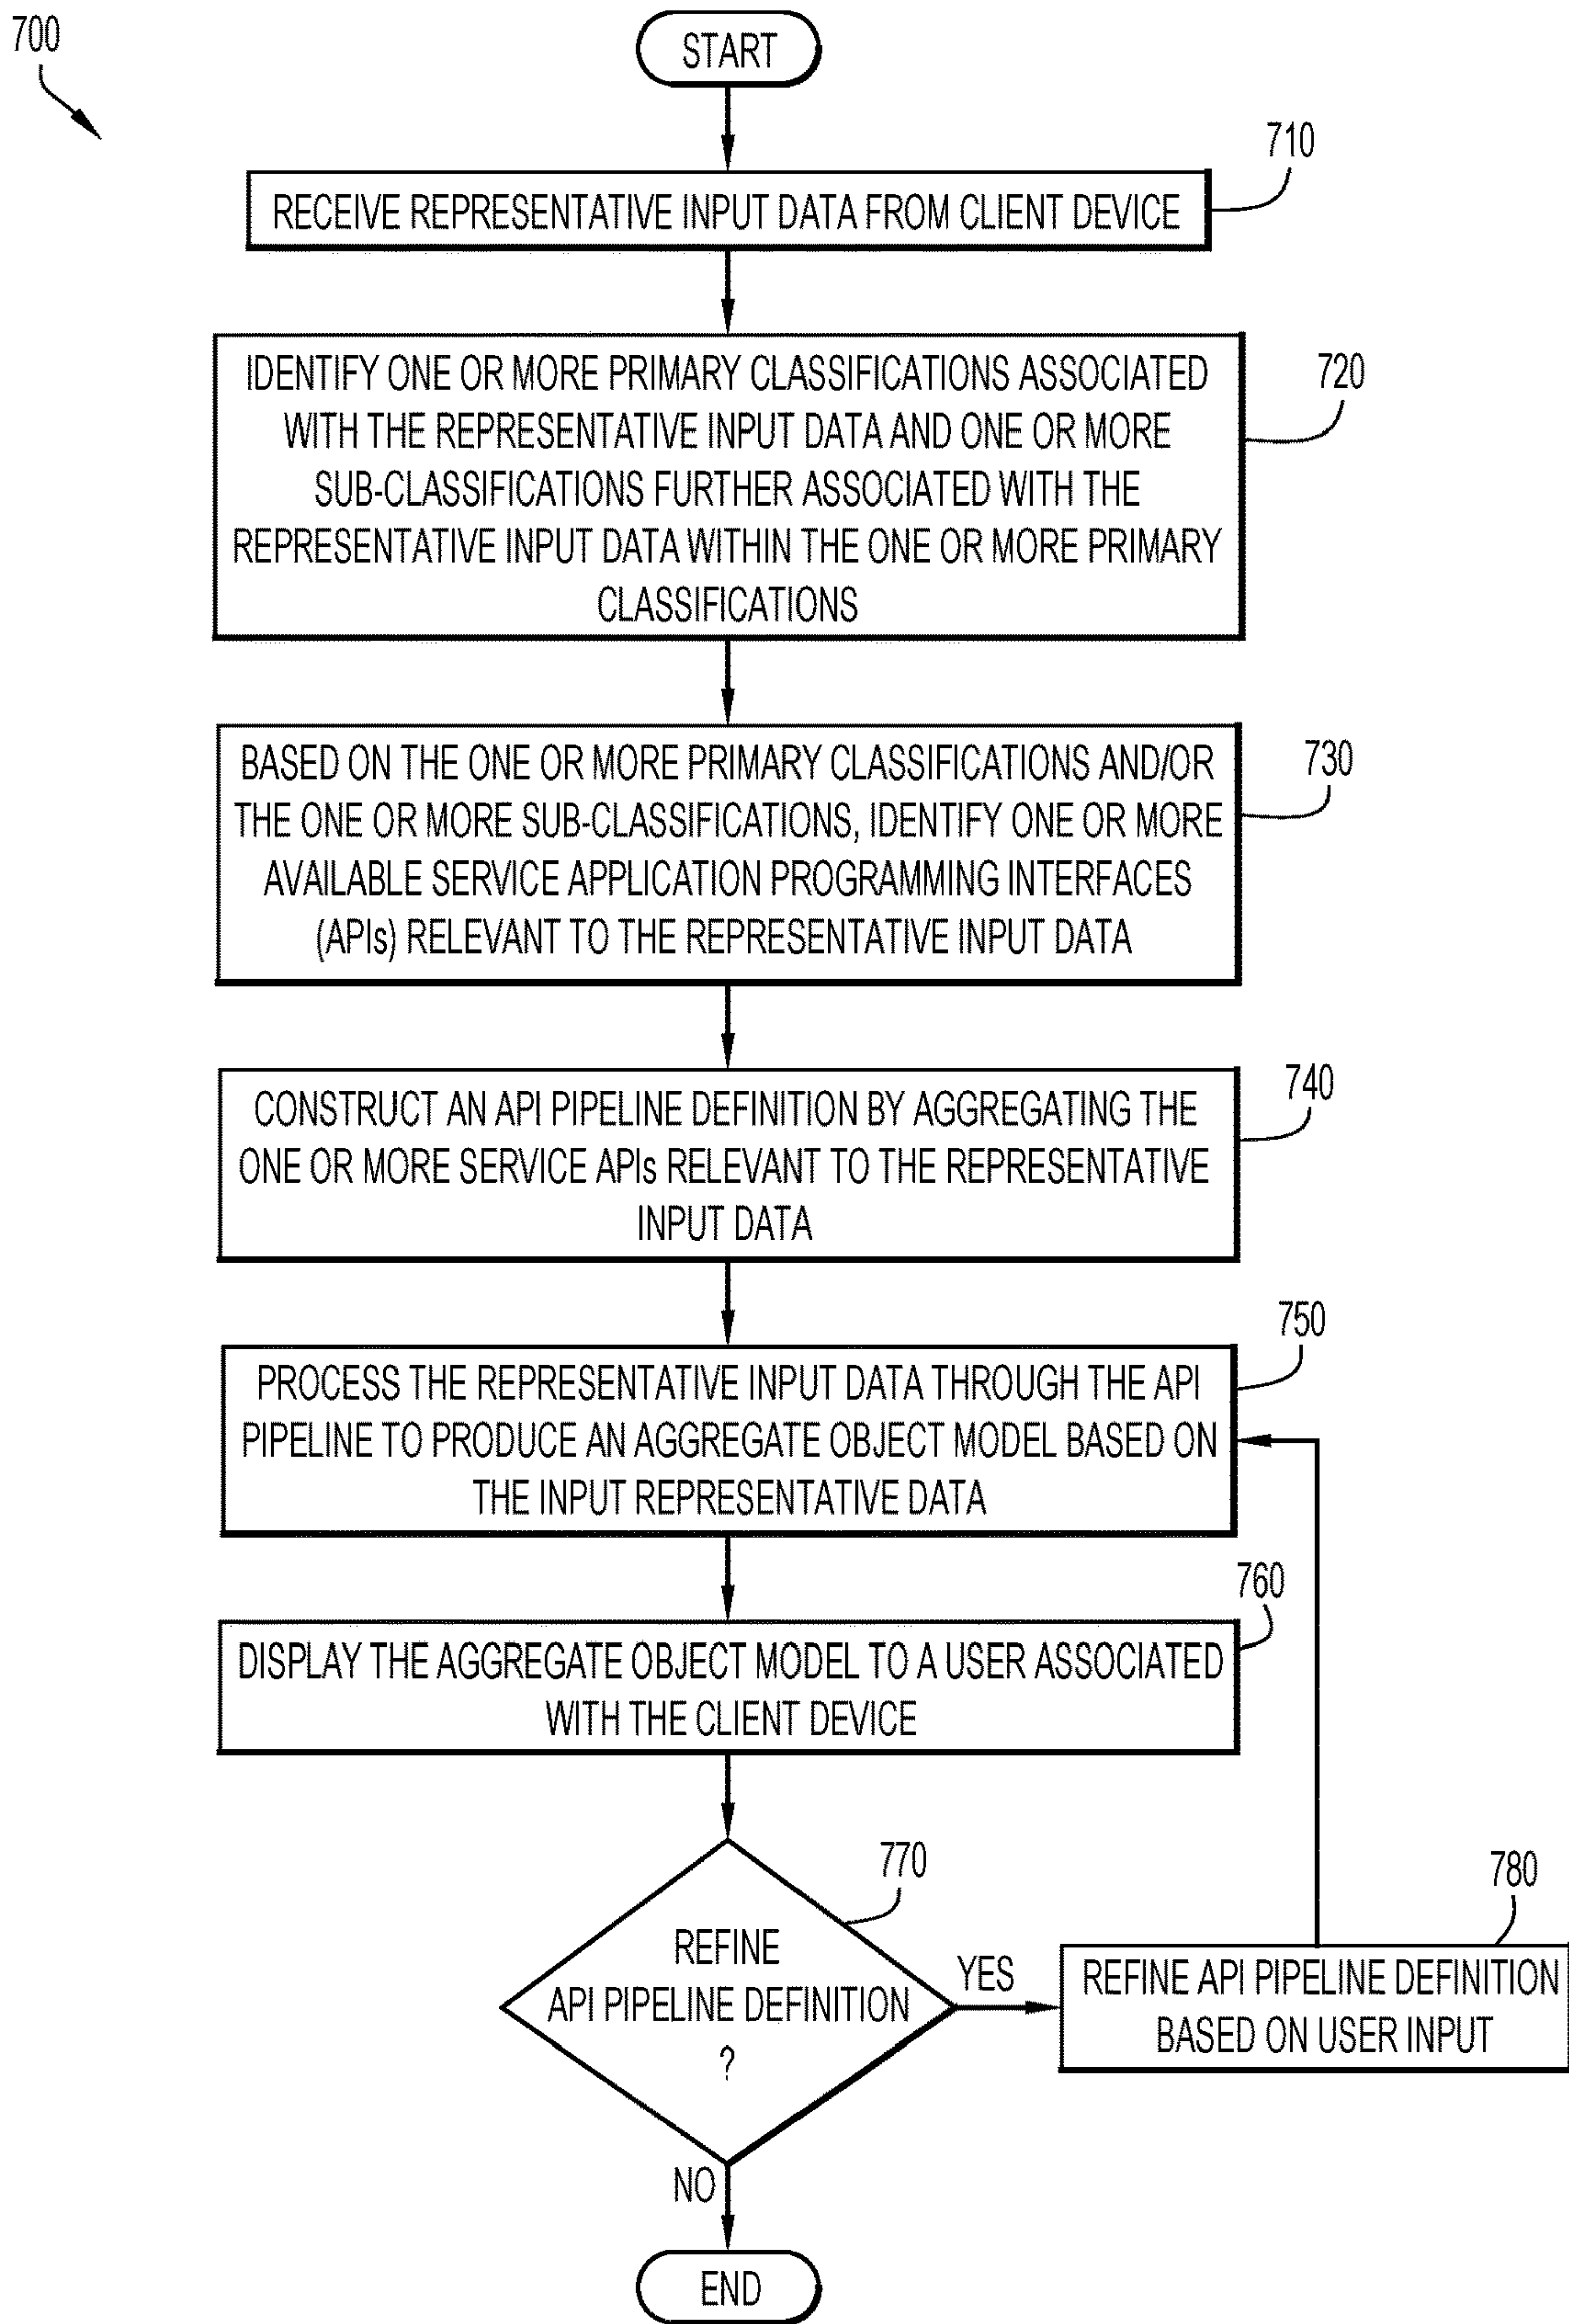 700
START
710
RECEIVE REPRESENTATIVE INPUT DATA FROM CLIENT DEVICE
720
IDENTIFY ONE OR MORE PRIMARY CLASSIFICATIONS ASSOCIATED
WITH THE REPRESENTATIVE INPUT DATA AND ONE OR MORE
SUB-CLASSIFICATIONS FURTHER ASSOCIATED WITH THE
REPRESENTATIVE INPUT DATA WITHIN THE ONE OR MORE PRIMARY
CLASSIFICATIONS
730
BASED ON THE ONE OR MORE PRIMARY CLASSIFICATIONS AND/OR
THE ONE OR MORE SUB-CLASSIFICATIONS, IDENTIFY ONE OR MORE
AVAILABLE SERVICE APPLICATION PROGRAMMING INTERFACES
(APIs) RELEVANT TO THE REPRESENTATIVE INPUT DATA
740
CONSTRUCT AN API PIPELINE DEFINITION BY AGGREGATING THE
ONE OR MORE SERVICE APIs RELEVANT TO THE REPRESENTATIVE
INPUT DATA
750
PROCESS THE REPRESENTATIVE INPUT DATA THROUGH THE API
PIPELINE TO PRODUCE AN AGGREGATE OBJECT MODEL BASED ON
THE INPUT REPRESENTATIVE DATA
760
DISPLAY THE AGGREGATE OBJECT MODEL TO A USER ASSOCIATED
WITH THE CLIENT DEVICE
770
REFINE
API PIPELINE DEFINITION
?
YES
780
REFINE API PIPELINE DEFINITION
BASED ON USER INPUT
NO
END